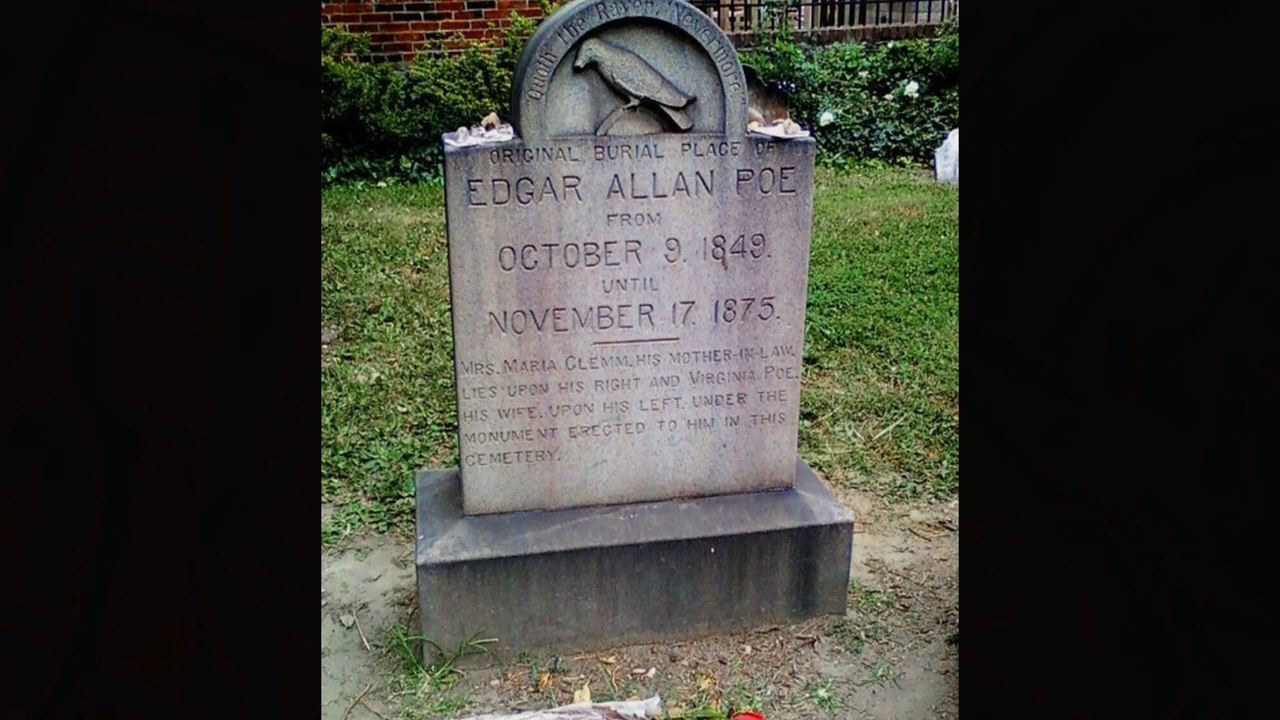 "Quoth the Raven, Nevermore"
ORIGINAL BURIAL PLACE OF
EDGAR ALLAN POE
FROM
OCTOBER 9. 1849.
UNTIL
NOVEMBER 17. 1875.
MRS. MARIA CLEMM, HIS MOTHER-IN-LAW,
LIES UPON HIS RIGHT AND VIRGINIA POE,
HIS WIFE, UPON HIS LEFT, UNDER THE
MONUMENT ERECTED TO HIM IN THIS
CEMETERY.